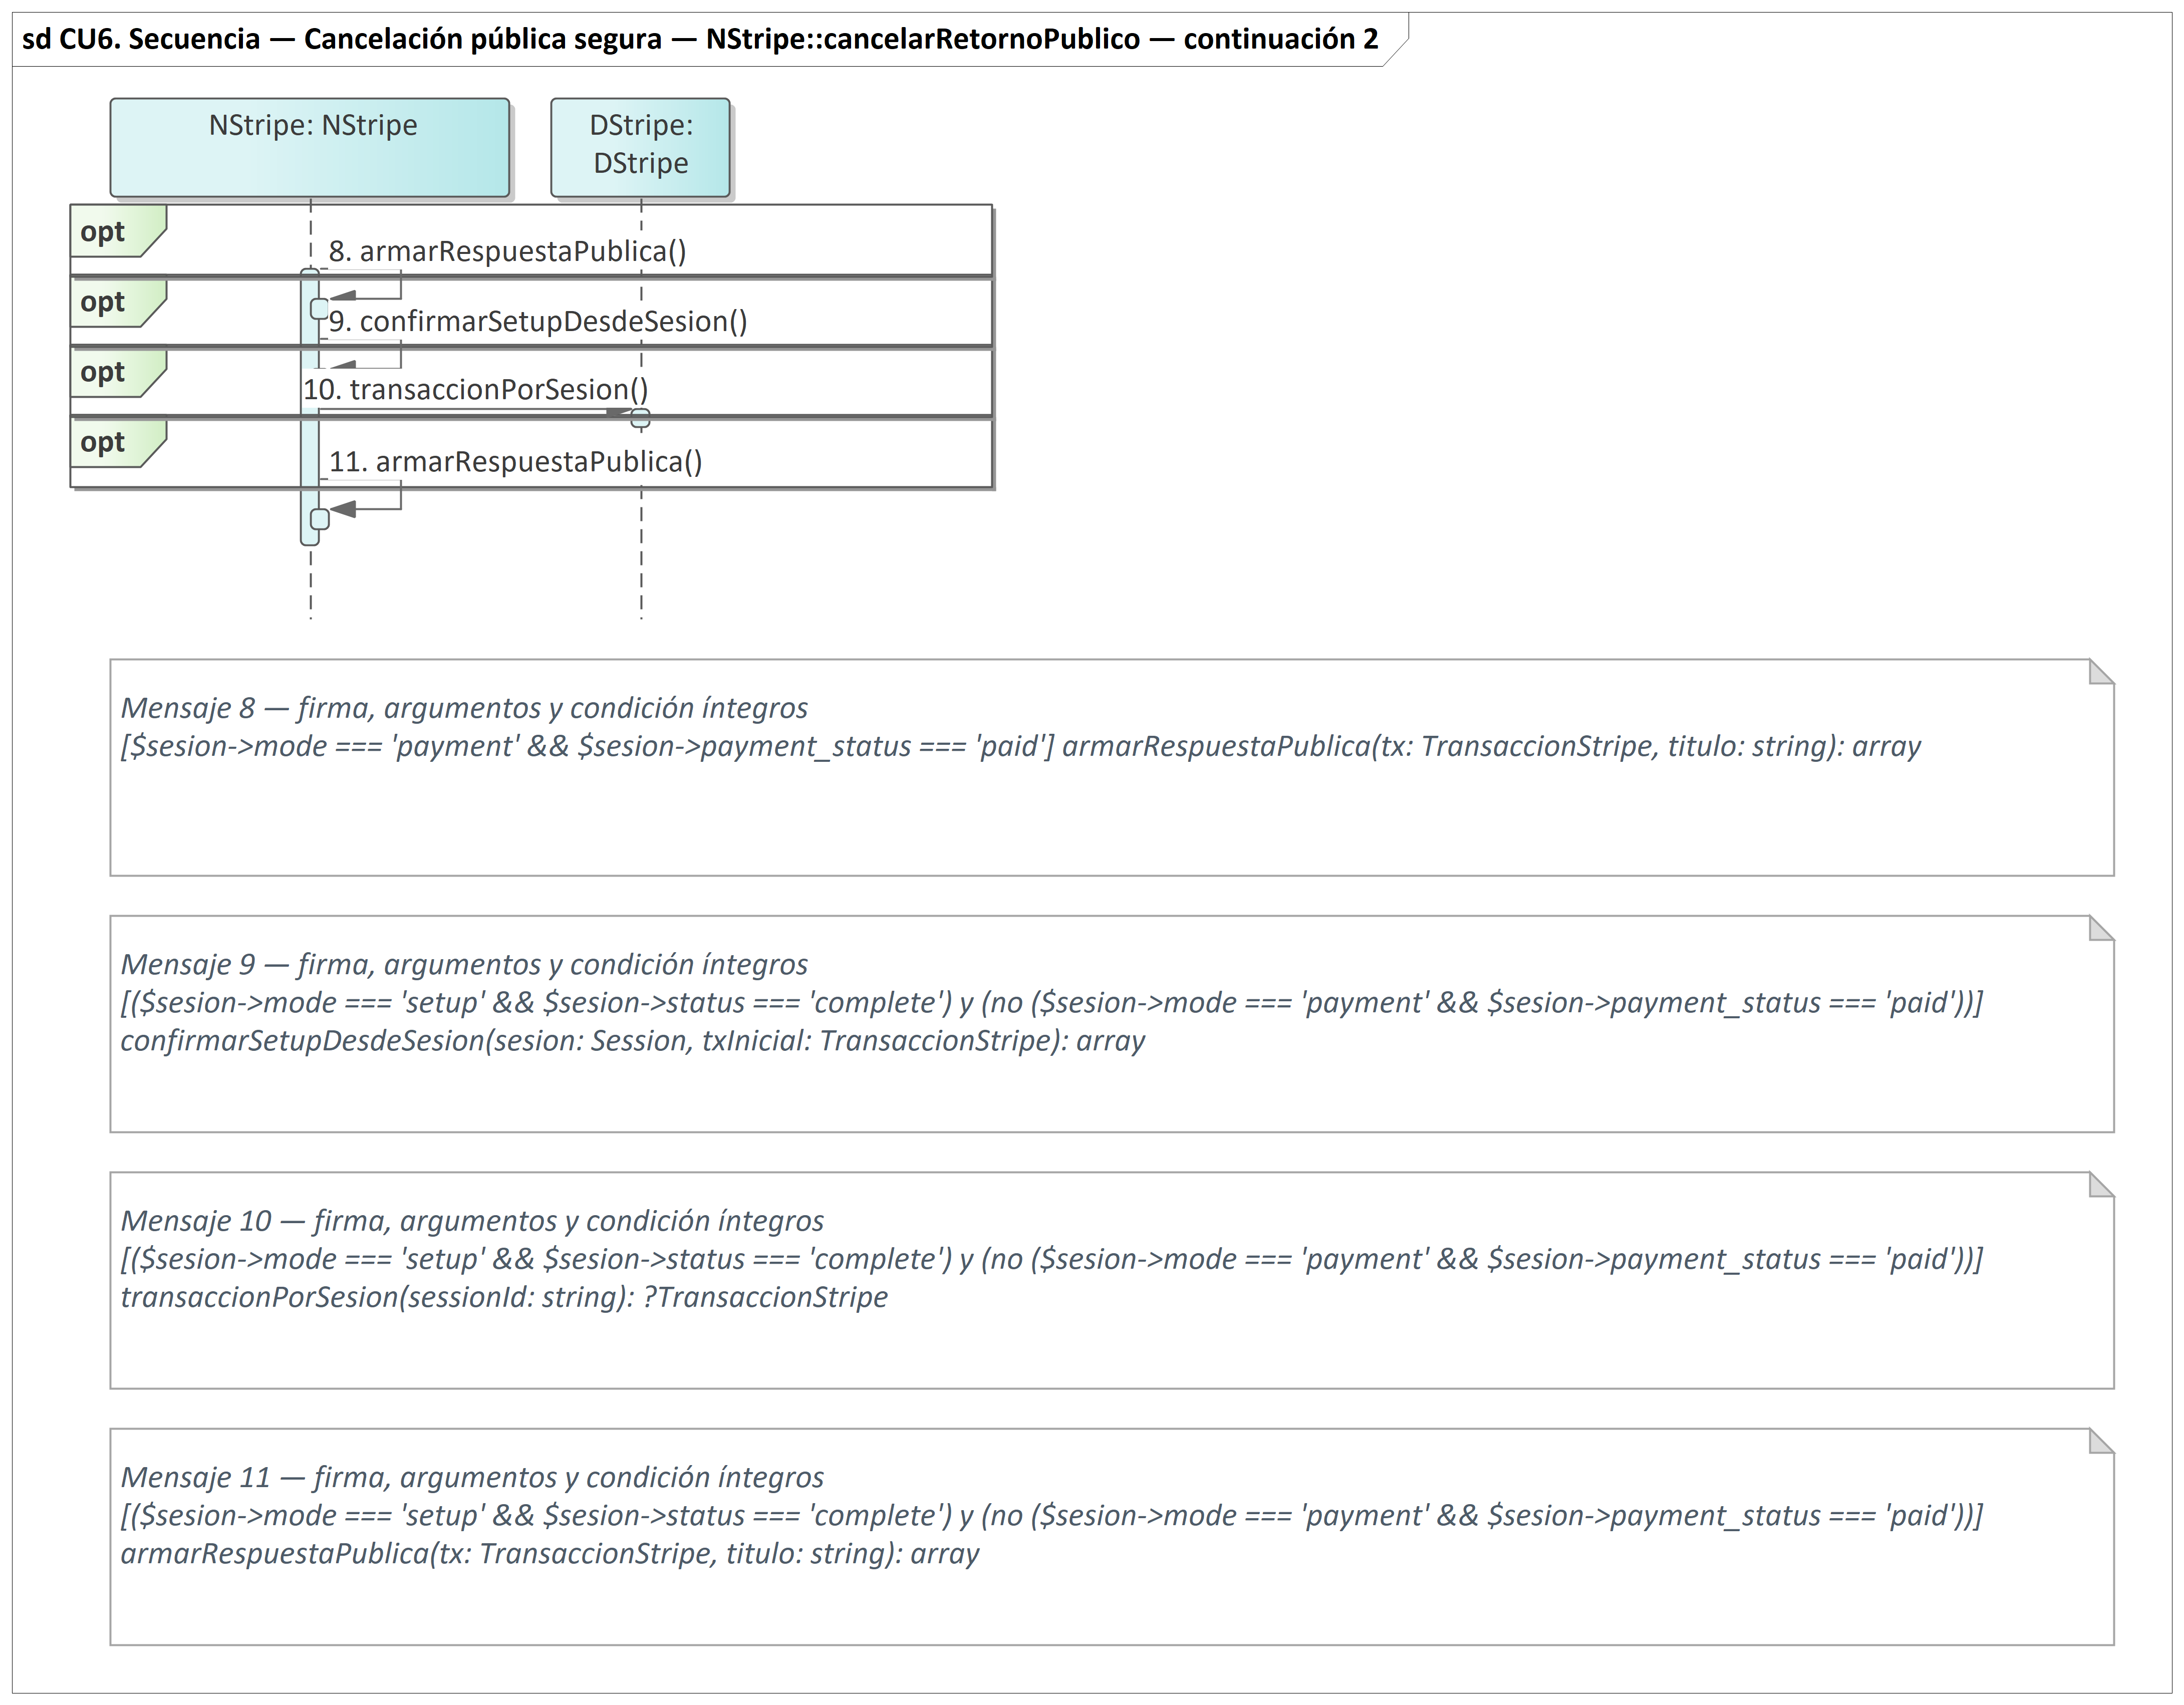 sd CU6. Secuencia — Cancelación pública segura — NStripe::cancelarRetornoPublico — continuación 2
NStripe: NStripe
DStripe:
DStripe
opt
8. armarRespuestaPublica()
opt
9. confirmarSetupDesdeSesion()
opt
10. transaccionPorSesion()
opt
11. armarRespuestaPublica()
Mensaje 8 — firma, argumentos y condición íntegros
[$sesion->mode === 'payment' && $sesion->payment_status === 'paid'] armarRespuestaPublica(tx: TransaccionStripe, titulo: string): array
Mensaje 9 — firma, argumentos y condición íntegros
[($sesion->mode === 'setup' && $sesion->status === 'complete') y (no ($sesion->mode === 'payment' && $sesion->payment_status === 'paid'))]
confirmarSetupDesdeSesion(sesion: Session, txInicial: TransaccionStripe): array
Mensaje 10 — firma, argumentos y condición íntegros
[($sesion->mode === 'setup' && $sesion->status === 'complete') y (no ($sesion->mode === 'payment' && $sesion->payment_status === 'paid'))]
transaccionPorSesion(sessionId: string): ?TransaccionStripe
Mensaje 11 — firma, argumentos y condición íntegros
[($sesion->mode === 'setup' && $sesion->status === 'complete') y (no ($sesion->mode === 'payment' && $sesion->payment_status === 'paid'))]
armarRespuestaPublica(tx: TransaccionStripe, titulo: string): array